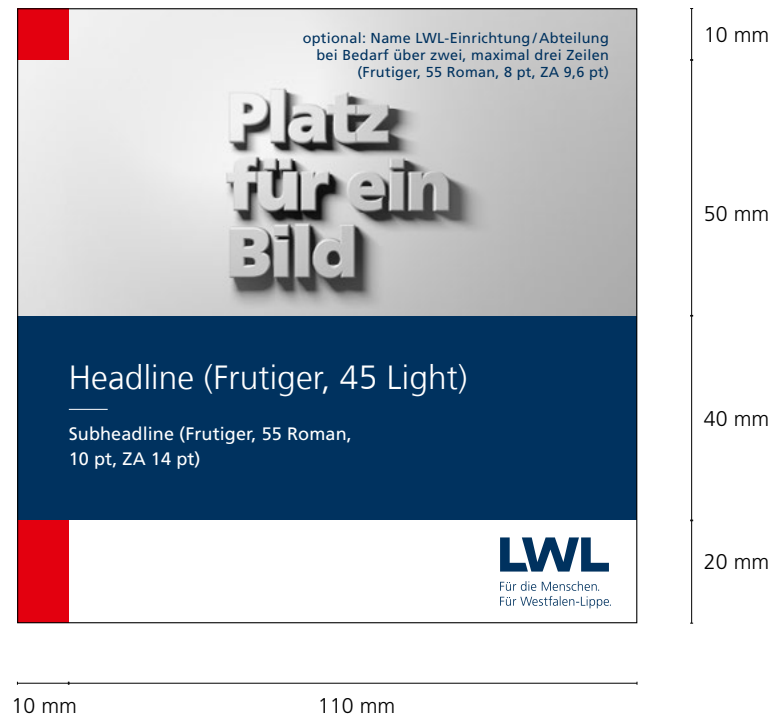 optional: Name LWL-Einrichtung/Abteilung
bei Bedarf über zwei, maximal drei Zeilen
(Frutiger, 55 Roman, 8 pt, ZA 9,6 pt)
10 mm
Platz
für ein
Bild
50 mm
Headline (Frutiger, 45 Light)
Subheadline (Frutiger, 55 Roman,
10 pt, ZA 14 pt)
40 mm
LWL
Für die Menschen.
Für Westfalen-Lippe.
20 mm
10 mm
110 mm